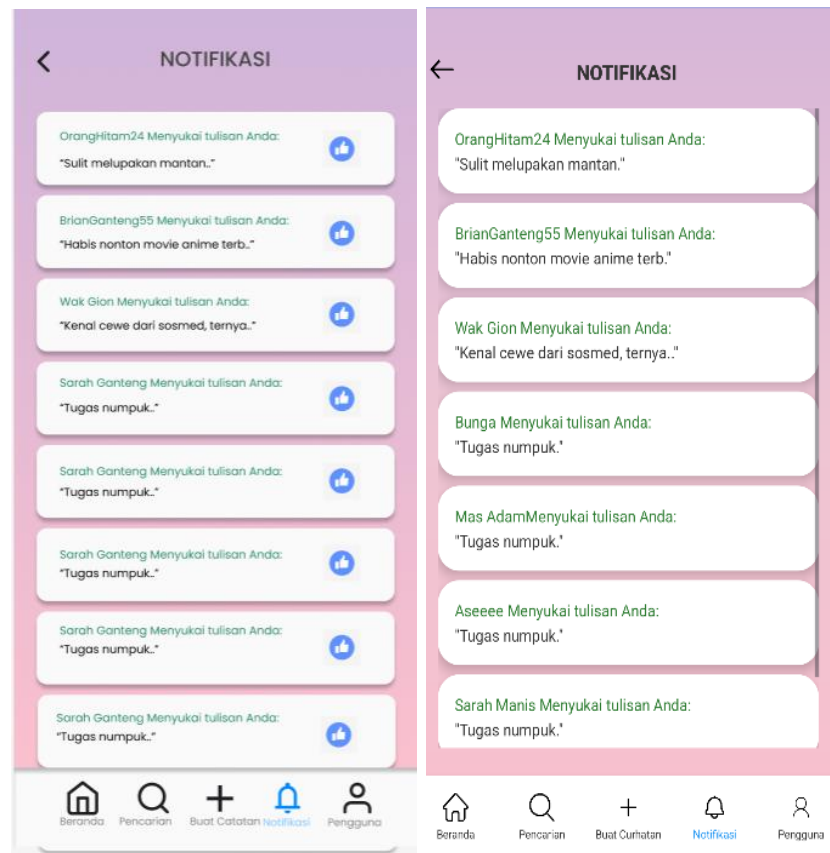 NOTIFIKASI
OrangHitam24 Menyukai tulisan Anda:
"Sulit melupakan mantan.."
BrianGanteng55 Menyukai tulisan Anda:
"Habis nonton movie anime terb.."
Wak Gion Menyukai tulisan Anda:
"Kenal cewe dari sosmed, ternya.."
Sarah Ganteng Menyukai tulisan Anda:
"Tugas numpuk.."
Sarah Ganteng Menyukai tulisan Anda:
"Tugas numpuk.."
Sarah Ganteng Menyukai tulisan Anda:
"Tugas numpuk.."
Sarah Ganteng Menyukai tulisan Anda:
"Tugas numpuk.."
Sarah Ganteng Menyukai tulisan Anda:
"Tugas numpuk.."
Beranda Pencarian Buat Catatan Notifikasi Pengguna
NOTIFIKASI
OrangHitam24 Menyukai tulisan Anda:
"Sulit melupakan mantan."
BrianGanteng55 Menyukai tulisan Anda:
"Habis nonton movie anime terb."
Wak Gion Menyukai tulisan Anda:
"Kenal cewe dari sosmed, ternya.."
Bunga Menyukai tulisan Anda:
"Tugas numpuk."
Mas AdamMenyukai tulisan Anda:
"Tugas numpuk."
Aseeee Menyukai tulisan Anda:
"Tugas numpuk."
Sarah Manis Menyukai tulisan Anda:
"Tugas numpuk."
Beranda Pencarian Buat Curhatan Notifikasi Pengguna